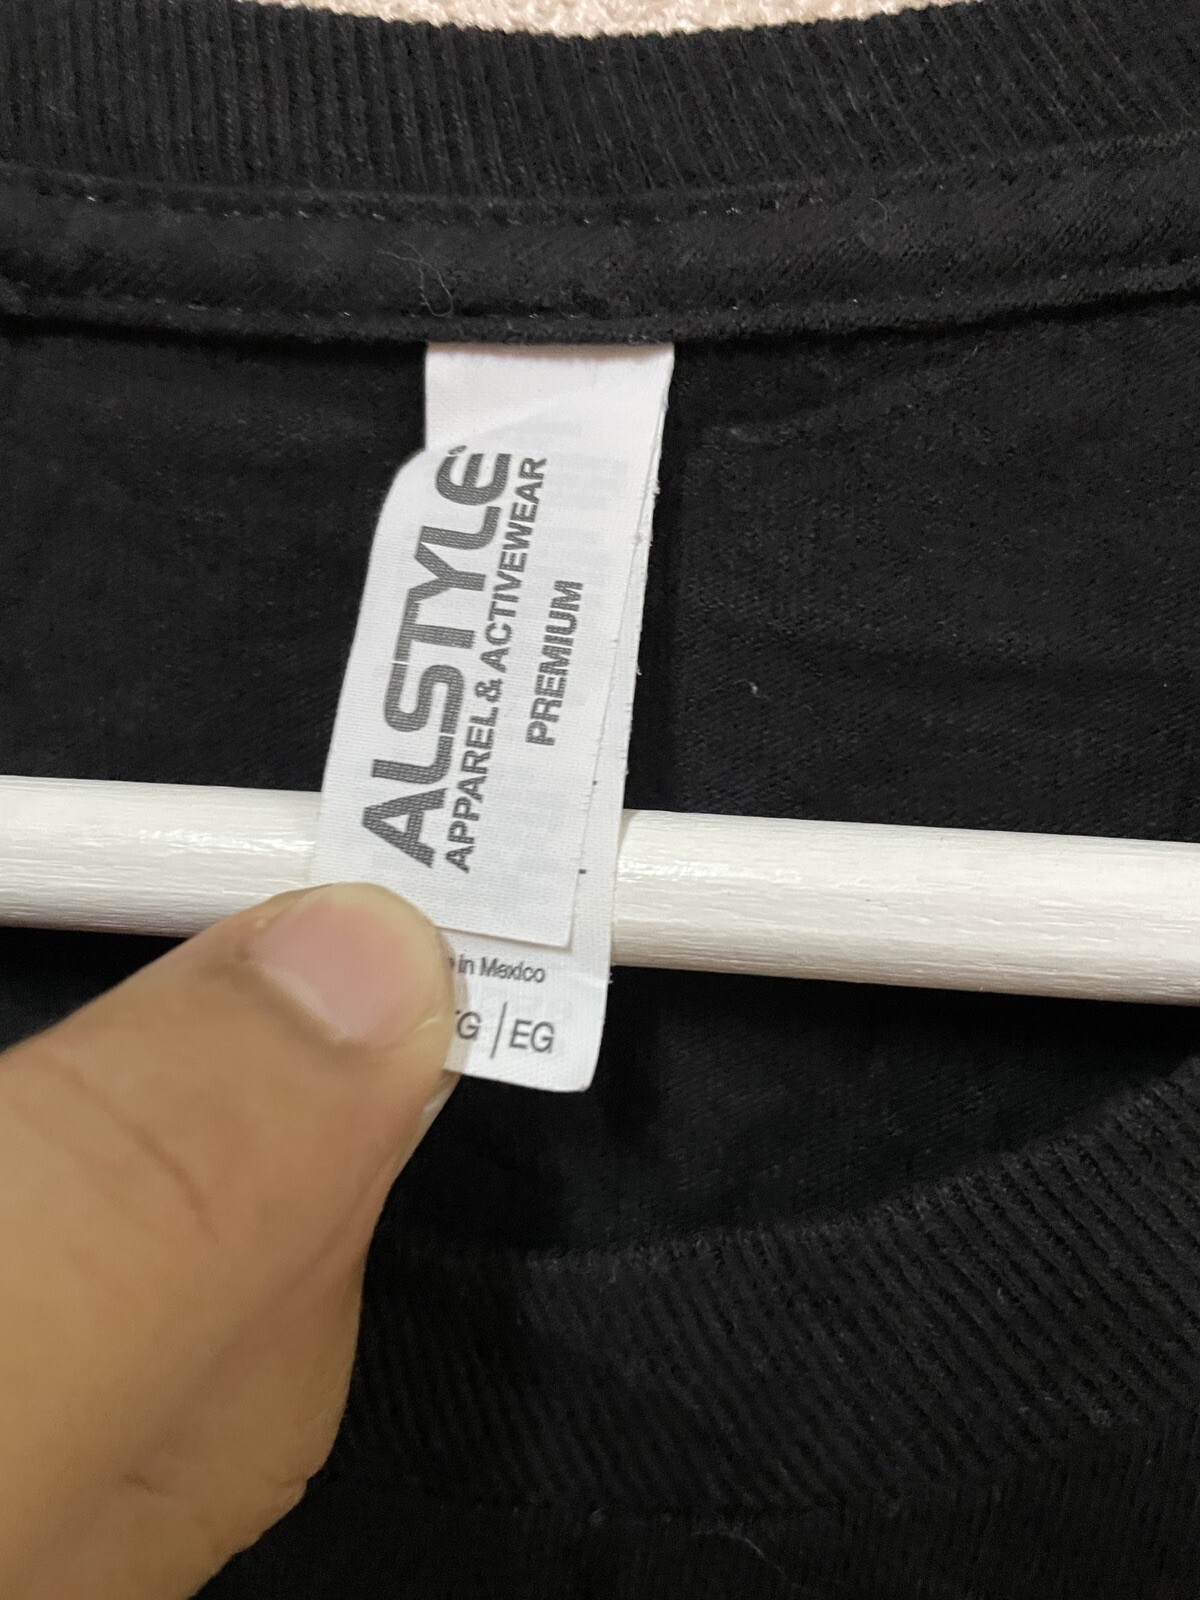 ALSTYLE
APPAREL & ACTIVEWEAR
PREMIUM
in Mexico
EG